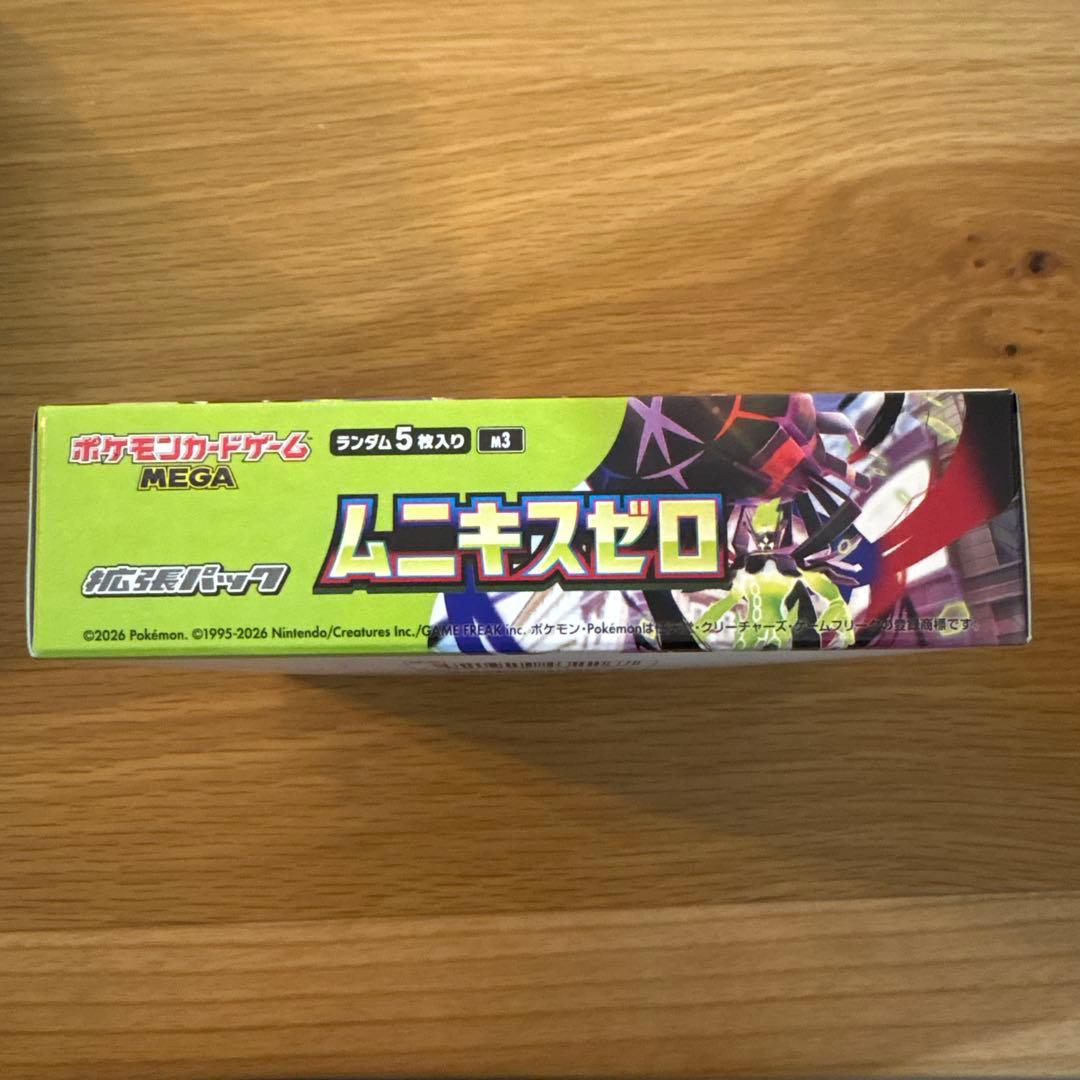 ポケモンカードゲーム
MEGA
ランダム5枚入り
M3
ムニキスゼロ
拡張パック
©2026 Pokémon. ©1995-2026 Nintendo/Creatures Inc./GAME FREAK inc. ポケモン・Pokémonは任天堂・クリーチャーズ・ゲームフリークの登録商標です。